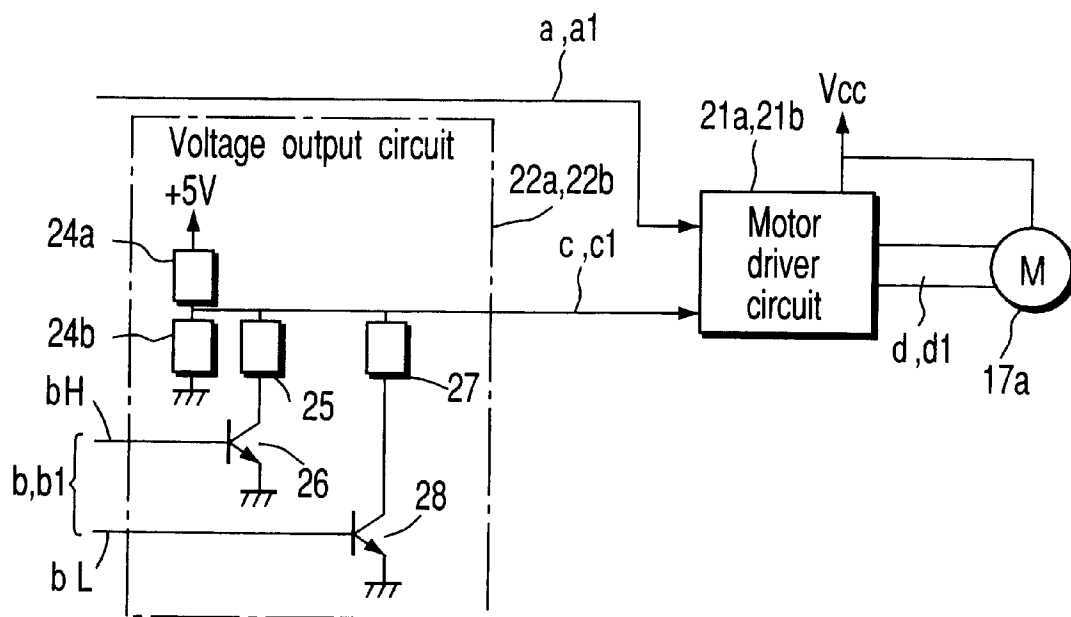 a ,a1
Vcc
21a,21b
Voltage output circuit
+5V
22a,22b
24a
Motor
driver
circuit
c ,c1
M
24b
d ,d1
17a
bH
25
27
26
b,b1
28
b L